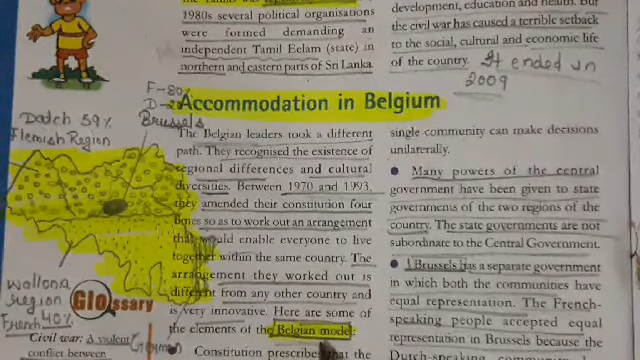 1980s several political organisations
were formed demanding an
independent Tamil Eelam (state) in
northern and eastern parts of Sri Lanka.
F-80%
D-20
Brussels
Dodch 59%
Flemish Region
Accommodation in Belgium
The Belgian leaders took a different
path. They recognised the existence of
regional differences and cultural
diversities. Between 1970 and 1993,
they amended their constitution four
times so as to work out an arrangement
that would enable everyone to live
together within the same country. The
arrangement they worked out is
different from any other country and
is very innovative. Here are some of
the elements of the Belgian model:
Constitution prescribes that the
Wallona
region
French 40%
Glossary
Civil war: A violent
conflict between
German
development, education and health. But
the civil war has caused a terrible setback
to the social, cultural and economic life
of the country. It ended in
2009
single community can make decisions
unilaterally.
● Many powers of the central
government have been given to state
governments of the two regions of the
country. The state governments are not
subordinate to the Central Government.
● Brussels has a separate government
in which both the communities have
equal representation. The French-
speaking people accepted equal
representation in Brussels because the
Dutch-speaking community